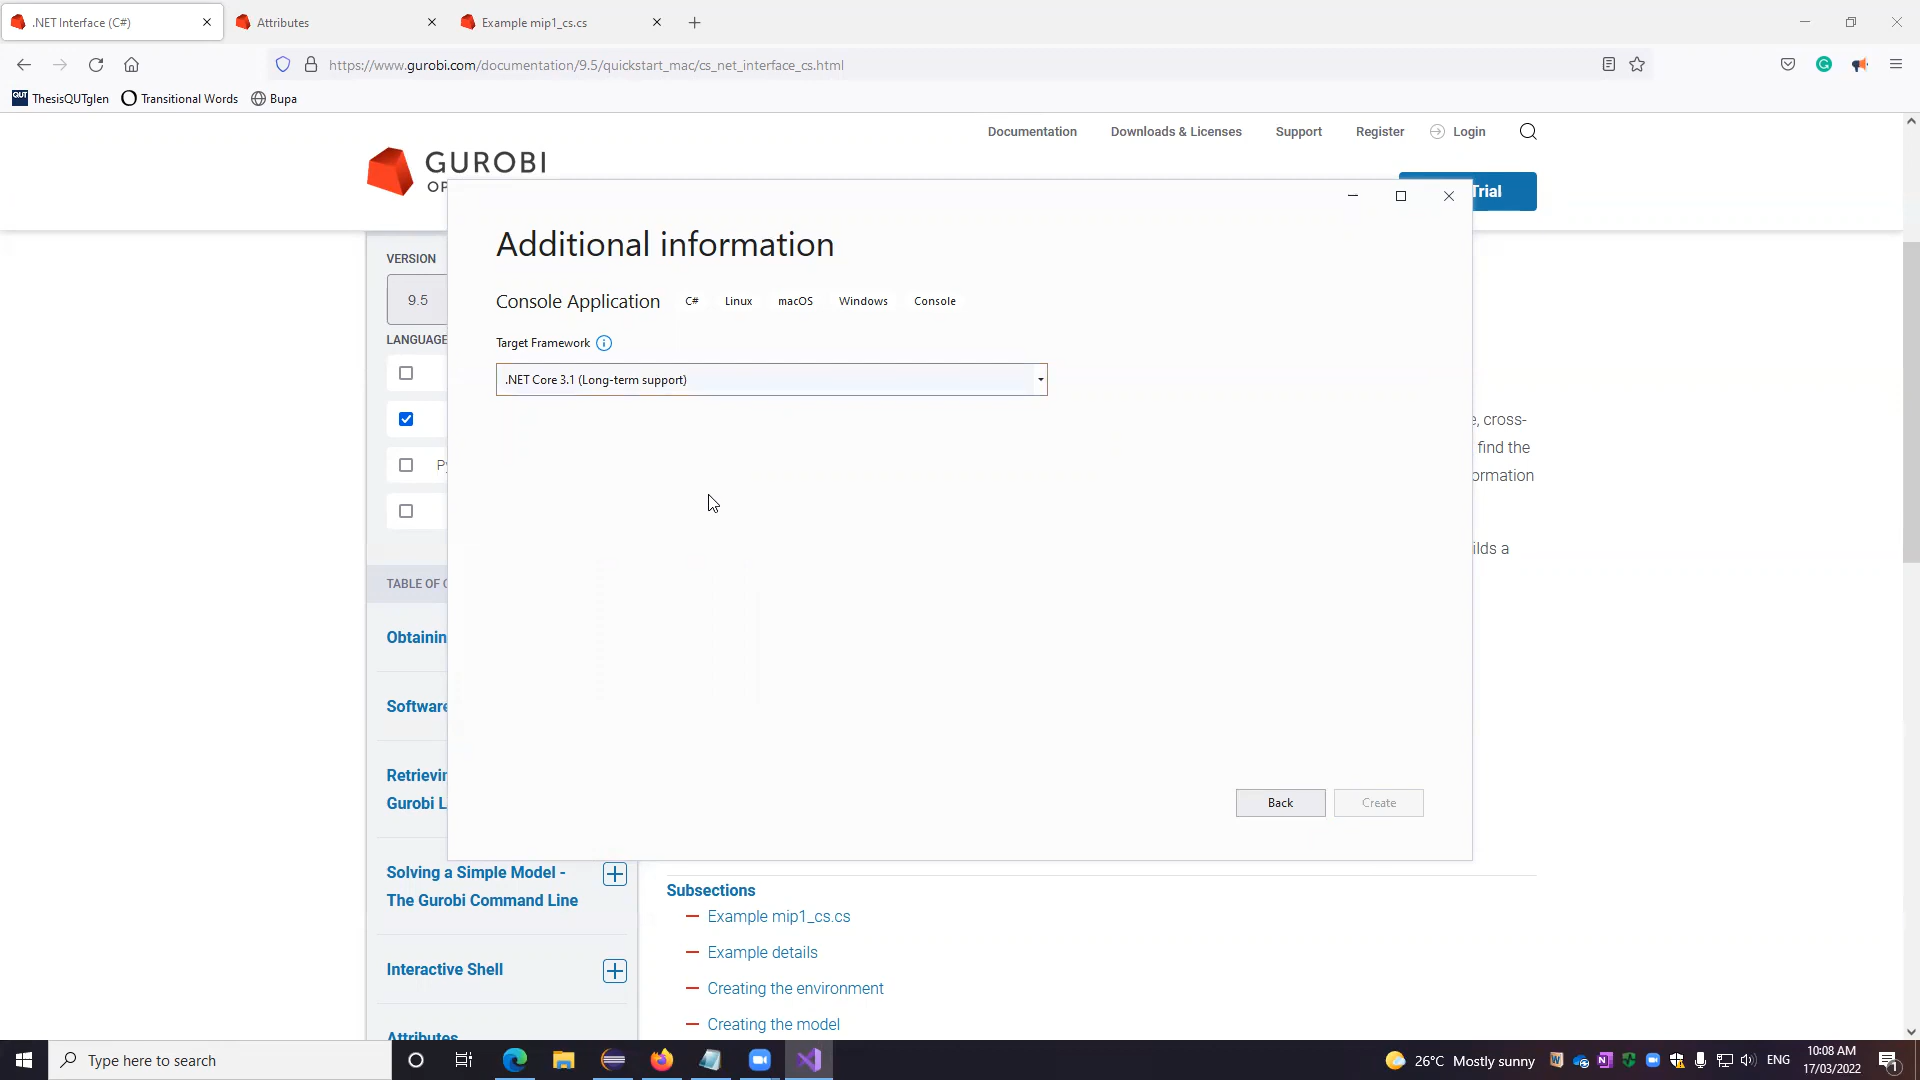 .NET Interface (C#)
Attributes
Example mip1_cs.cs
https://www.gurobi.com/documentation/9.5/quickstart_mac/cs_net_interface_cs.html
QUT ThesisQUTglen
Transitional Words
Bupa
Documentation
Downloads & Licenses
Support
Register
Login
GUROBI
OP
Trial
Additional information
VERSION
9.5
Console Application C# Linux macOS Windows Console
LANGUAGE
Target Framework
.NET Core 3.1 (Long-term support)
e, cross-
find the
Py
ormation
ilds a
TABLE OF C
Obtainin
Software
Retrievin
Gurobi L
Back
Create
Solving a Simple Model -
The Gurobi Command Line
Interactive Shell
Attributes
Subsections
Example mip1_cs.cs
Example details
Creating the environment
Creating the model
Type here to search
26°C Mostly sunny
ENG
10:08 AM
17/03/2022
1